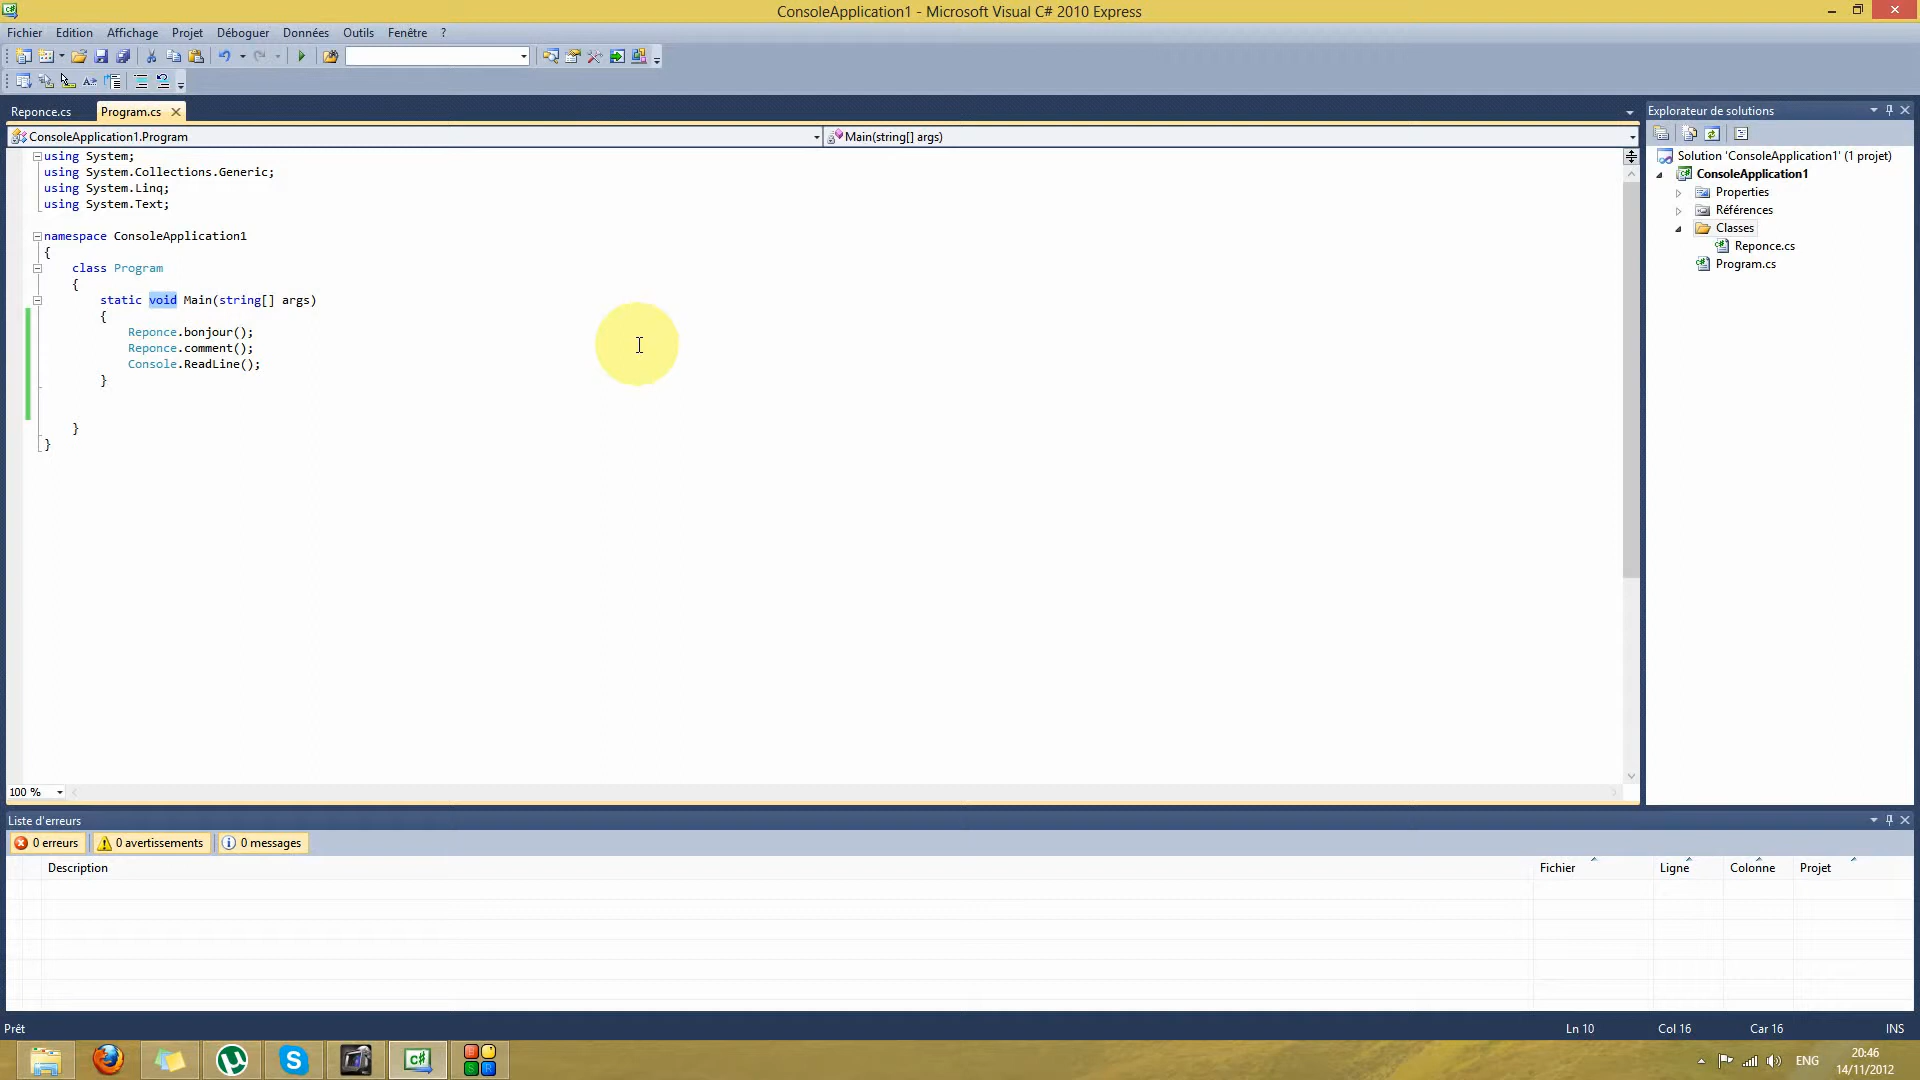 ConsoleApplication1 - Microsoft Visual C# 2010 Express
Fichier Edition Affichage Projet Déboguer Données Outils Fenêtre ?
Reponce.cs Program.cs
ConsoleApplication1.Program Main(string[] args)
using System;
using System.Collections.Generic;
using System.Linq;
using System.Text;
namespace ConsoleApplication1
{
class Program
{
static void Main(string[] args)
{
Reponce.bonjour();
Reponce.comment();
Console.ReadLine();
}
}
}
100 %
Explorateur de solutions
Solution 'ConsoleApplication1' (1 projet)
ConsoleApplication1
Properties
Références
Classes
Reponce.cs
Program.cs
Liste d'erreurs
0 erreurs 0 avertissements 0 messages
Description Fichier Ligne Colonne Projet
Prêt Ln 10 Col 16 Car 16 INS
ENG 20:46
14/11/2012